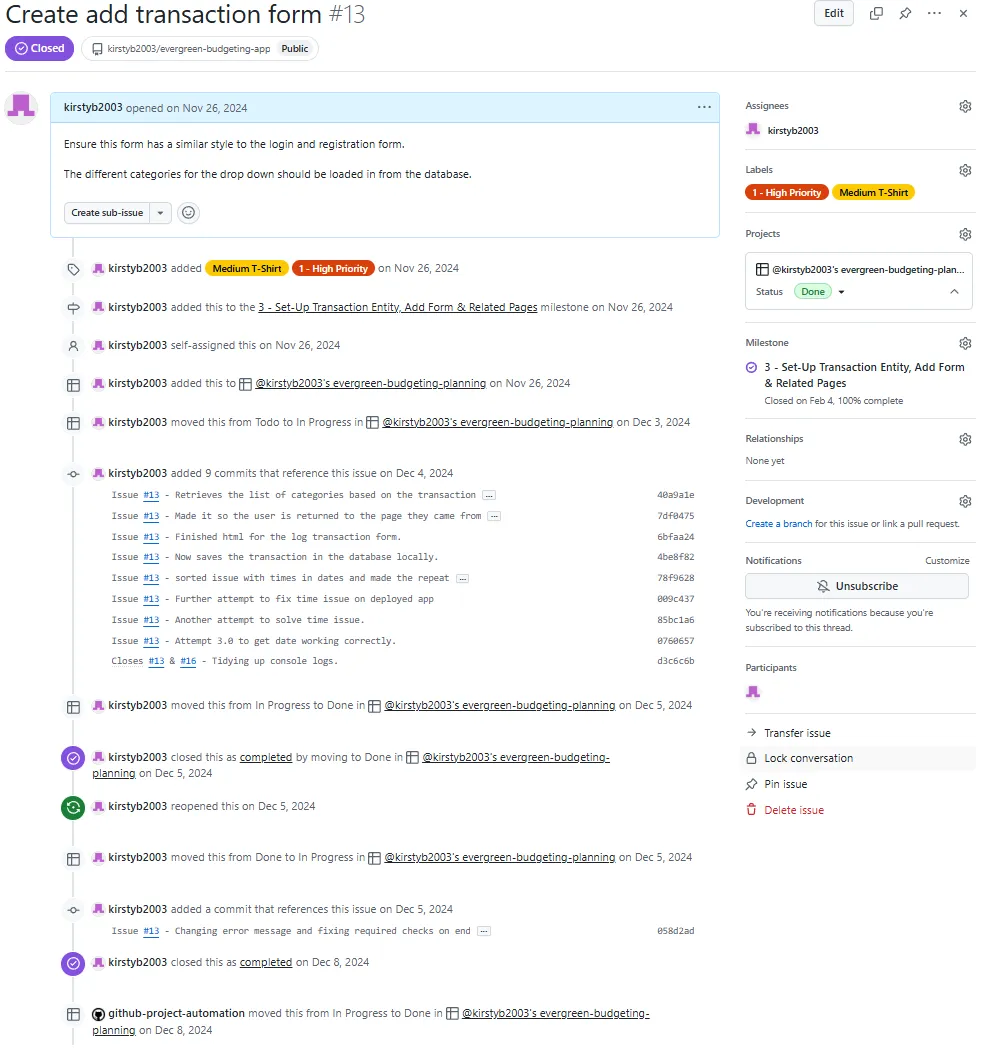 Create add transaction form #13
Edit
Closed
kirstyb2003/evergreen-budgeting-app Public
kirstyb2003 opened on Nov 26, 2024
Ensure this form has a similar style to the login and registration form.
The different categories for the drop down should be loaded in from the database.
Create sub-issue
kirstyb2003 added Medium T-Shirt 1 - High Priority on Nov 26, 2024
kirstyb2003 added this to the 3 - Set-Up Transaction Entity, Add Form & Related Pages milestone on Nov 26, 2024
kirstyb2003 self-assigned this on Nov 26, 2024
kirstyb2003 added this to @kirstyb2003's evergreen-budgeting-planning on Nov 26, 2024
kirstyb2003 moved this from Todo to In Progress in @kirstyb2003's evergreen-budgeting-planning on Dec 3, 2024
kirstyb2003 added 9 commits that reference this issue on Dec 4, 2024
Issue #13 - Retrieves the list of categories based on the transaction ... 40a9a1e
Issue #13 - Made it so the user is returned to the page they came from ... 7df0475
Issue #13 - Finished html for the log transaction form. 6bfaa24
Issue #13 - Now saves the transaction in the database locally. 4be8f82
Issue #13 - sorted issue with times in dates and made the repeat ... 78f9628
Issue #13 - Further attempt to fix time issue on deployed app 009c437
Issue #13 - Another attempt to solve time issue. 85bc1a6
Issue #13 - Attempt 3.0 to get date working correctly. 0760657
Closes #13 & #16 - Tidying up console logs. d3c6c6b
kirstyb2003 moved this from In Progress to Done in @kirstyb2003's evergreen-budgeting-planning on Dec 5, 2024
kirstyb2003 closed this as completed by moving to Done in @kirstyb2003's evergreen-budgeting-
planning on Dec 5, 2024
kirstyb2003 reopened this on Dec 5, 2024
kirstyb2003 moved this from Done to In Progress in @kirstyb2003's evergreen-budgeting-planning on Dec 5, 2024
kirstyb2003 added a commit that references this issue on Dec 5, 2024
Issue #13 - Changing error message and fixing required checks on end ... 058d2ad
kirstyb2003 closed this as completed on Dec 8, 2024
github-project-automation moved this from In Progress to Done in @kirstyb2003's evergreen-budgeting-
planning on Dec 8, 2024
Assignees
kirstyb2003
Labels
1 - High Priority Medium T-Shirt
Projects
@kirstyb2003's evergreen-budgeting-plan...
Status Done
Milestone
3 - Set-Up Transaction Entity, Add Form
& Related Pages
Closed on Feb 4, 100% complete
Relationships
None yet
Development
Create a branch for this issue or link a pull request.
Notifications Customize
Unsubscribe
You're receiving notifications because you're
subscribed to this thread.
Participants
Transfer issue
Lock conversation
Pin issue
Delete issue